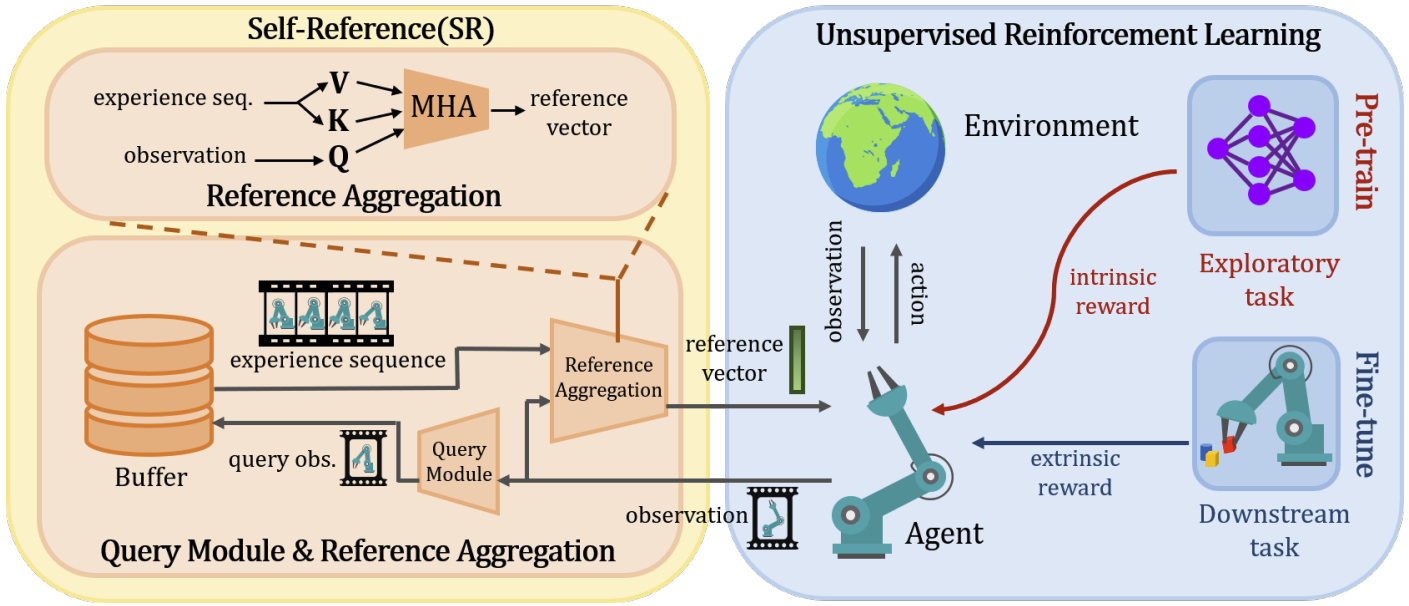 Self-Reference(SR)
experience seq.
V
K
Q
observation
MHA
reference
vector
Reference Aggregation
experience sequence
Reference
Aggregation
Buffer
query obs.
Query
Module
Query Module & Reference Aggregation
Unsupervised Reinforcement Learning
Environment
observation
action
reference
vector
observation
Agent
intrinsic
reward
extrinsic
reward
Pre-train
Exploratory
task
Fine-tune
Downstream
task